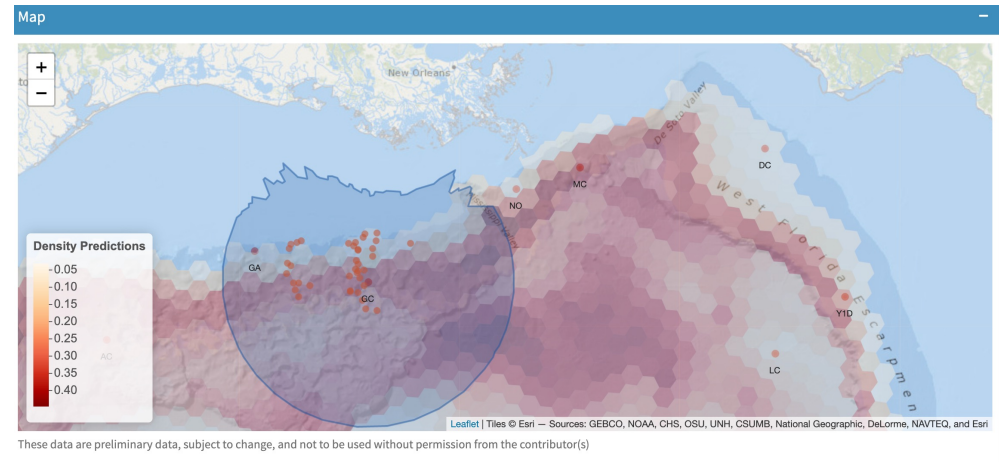 Map
−
+
−
to
New Orleans
De Soto Valley
DC
MC
NO
West Florida Escarpmen
GA
GC
Y1D
LC
AC
Density Predictions
0.05
0.10
0.15
0.20
0.25
0.30
0.35
0.40
Leaflet | Tiles © Esri — Sources: GEBCO, NOAA, CHS, OSU, UNH, CSUMB, National Geographic, DeLorme, NAVTEQ, and Esri
These data are preliminary data, subject to change, and not to be used without permission from the contributor(s)